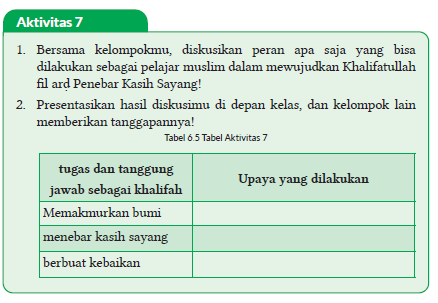 Aktivitas 7
1. Bersama kelompokmu, diskusikan peran apa saja yang bisa
dilakukan sebagai pelajar muslim dalam mewujudkan Khalifatullah
fil arḍ Penebar Kasih Sayang!
2. Presentasikan hasil diskusimu di depan kelas, dan kelompok lain
memberikan tanggapannya!
Tabel 6.5 Tabel Aktivitas 7
tugas dan tanggung
jawab sebagai khalifah
Upaya yang dilakukan
Memakmurkan bumi
menebar kasih sayang
berbuat kebaikan